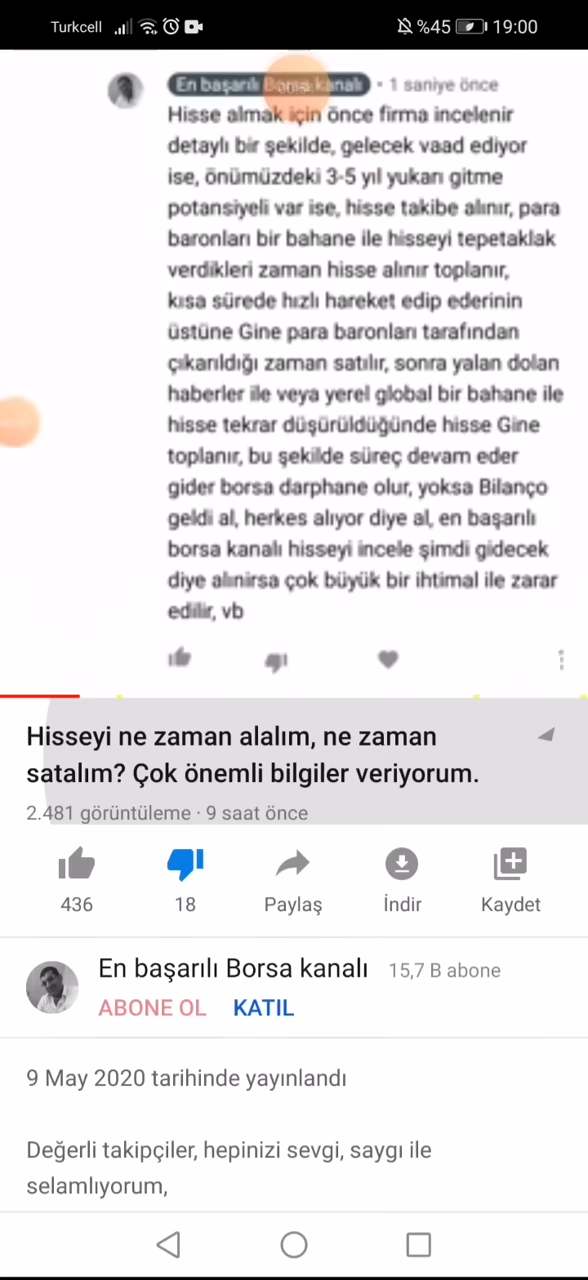 Turkcell %45 19:00
En başarılı Borsa kanalı • 1 saniye önce
Hisse almak için önce firma incelenir
detaylı bir şekilde, gelecek vaad ediyor
ise, önümüzdeki 3-5 yıl yukarı gitme
potansiyeli var ise, hisse takibe alınır, para
baronları bir bahane ile hisseyi tepetaklak
verdikleri zaman hisse alınır toplanır,
kısa sürede hızlı hareket edip ederinin
üstüne Gine para baronları tarafından
çıkarıldığı zaman satılır, sonra yalan dolan
haberler ile veya yerel global bir bahane ile
hisse tekrar düşürüldüğünde hisse Gine
toplanır, bu şekilde süreç devam eder
gider borsa darphane olur, yoksa Bilanço
geldi al, herkes alıyor diye al, en başarılı
borsa kanalı hisseyi incele şimdi gidecek
diye alınirsa çok büyük bir ihtimal ile zarar
edilir, vb
Hisseyi ne zaman alalım, ne zaman
satalım? Çok önemli bilgiler veriyorum.
2.481 görüntüleme · 9 saat önce
436 18 Paylaş İndir Kaydet
En başarılı Borsa kanalı 15,7 B abone
ABONE OL KATIL
9 May 2020 tarihinde yayınlandı
Değerli takipçiler, hepinizi sevgi, saygı ile
selamlıyorum,